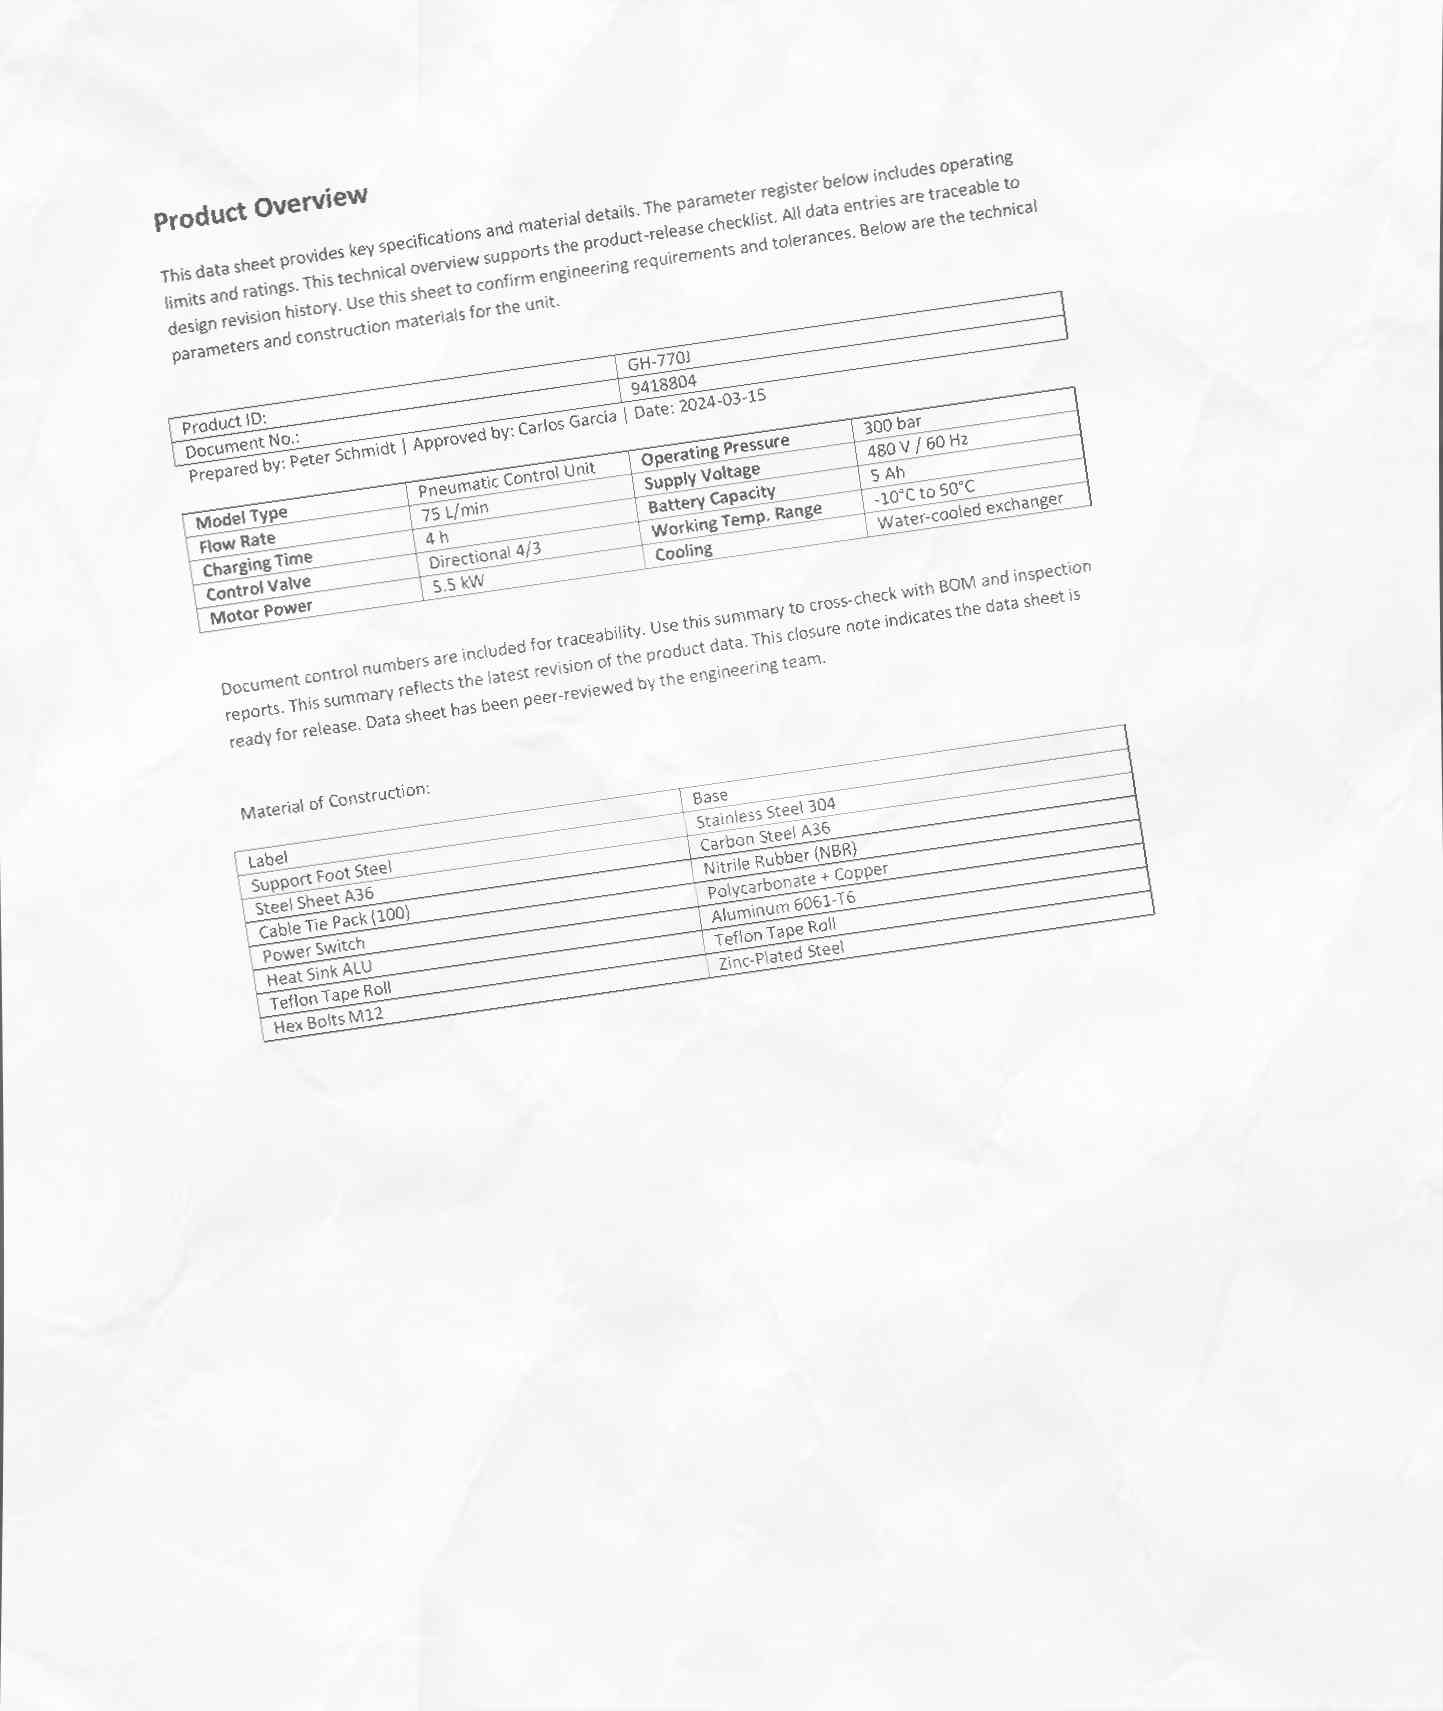 Product Overview
This data sheet provides key specifications and material details. The parameter register below includes operating
limits and ratings. This technical overview supports the product-release checklist. All data entries are traceable to
design revision history. Use this sheet to confirm engineering requirements and tolerances. Below are the technical
parameters and construction materials for the unit.
Product ID: GH-770J
Document No.: 9418804
Prepared by: Peter Schmidt | Approved by: Carlos Garcia | Date: 2024-03-15
Model Type Pneumatic Control Unit Operating Pressure 300 bar
Flow Rate 75 L/min Supply Voltage 480 V / 60 Hz
Charging Time 4 h Battery Capacity 5 Ah
Control Valve Directional 4/3 Working Temp. Range -10°C to 50°C
Motor Power 5.5 kW Cooling Water-cooled exchanger
Document control numbers are included for traceability. Use this summary to cross-check with BOM and inspection
reports. This summary reflects the latest revision of the product data. This closure note indicates the data sheet is
ready for release. Data sheet has been peer-reviewed by the engineering team.
Material of Construction:
Label Base
Support Foot Steel Stainless Steel 304
Steel Sheet A36 Carbon Steel A36
Cable Tie Pack (100) Nitrile Rubber (NBR)
Power Switch Polycarbonate + Copper
Heat Sink ALU Aluminum 6061-T6
Teflon Tape Roll Teflon Tape Roll
Hex Bolts M12 Zinc-Plated Steel